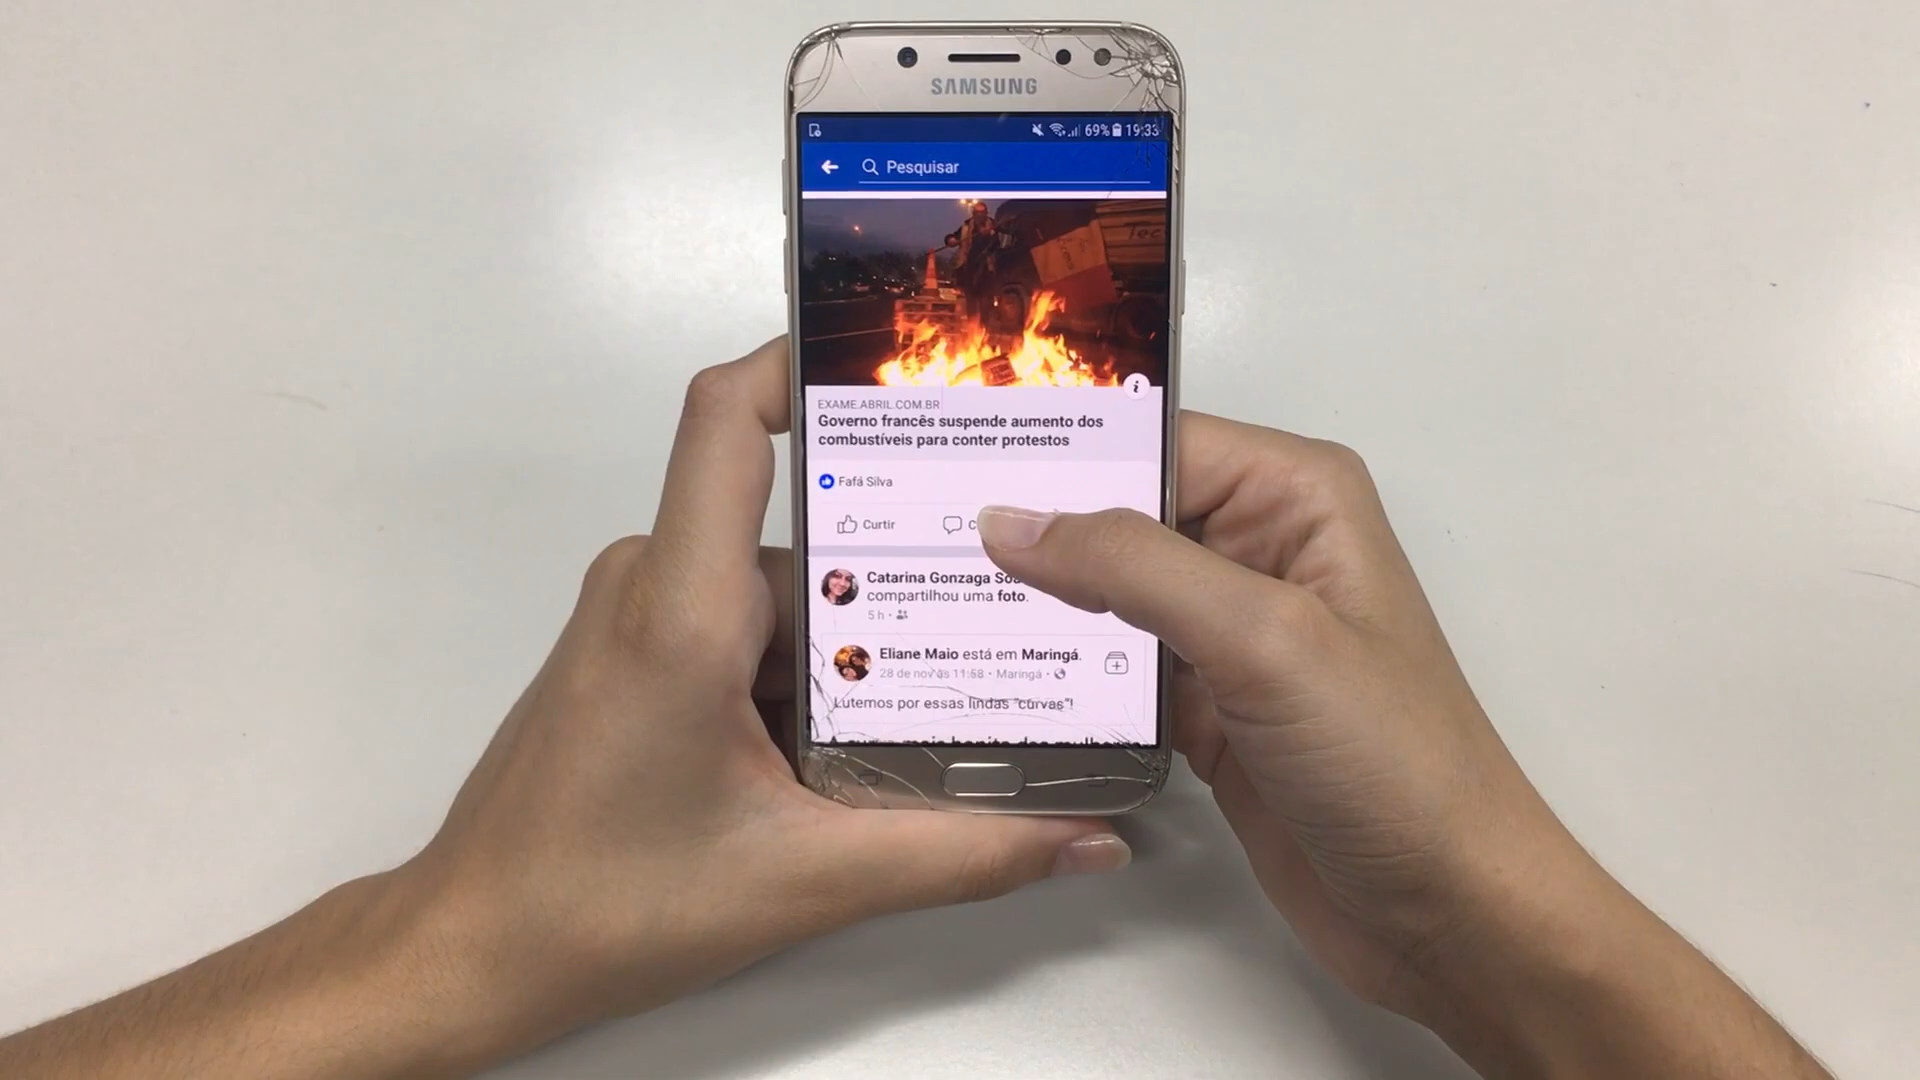 SAMSUNG
69% 19:33
Pesquisar
Tec
EXAME.ABRIL.COM.BR
Governo francês suspende aumento dos
combustíveis para conter protestos
Fafá Silva
Curtir
Catarina Gonzaga
compartilhou uma foto.
5 h
Eliane Maio está em Maringá.
28 de nov às 11:58 • Maringá •
Lutemos por essas lindas "curvas"!